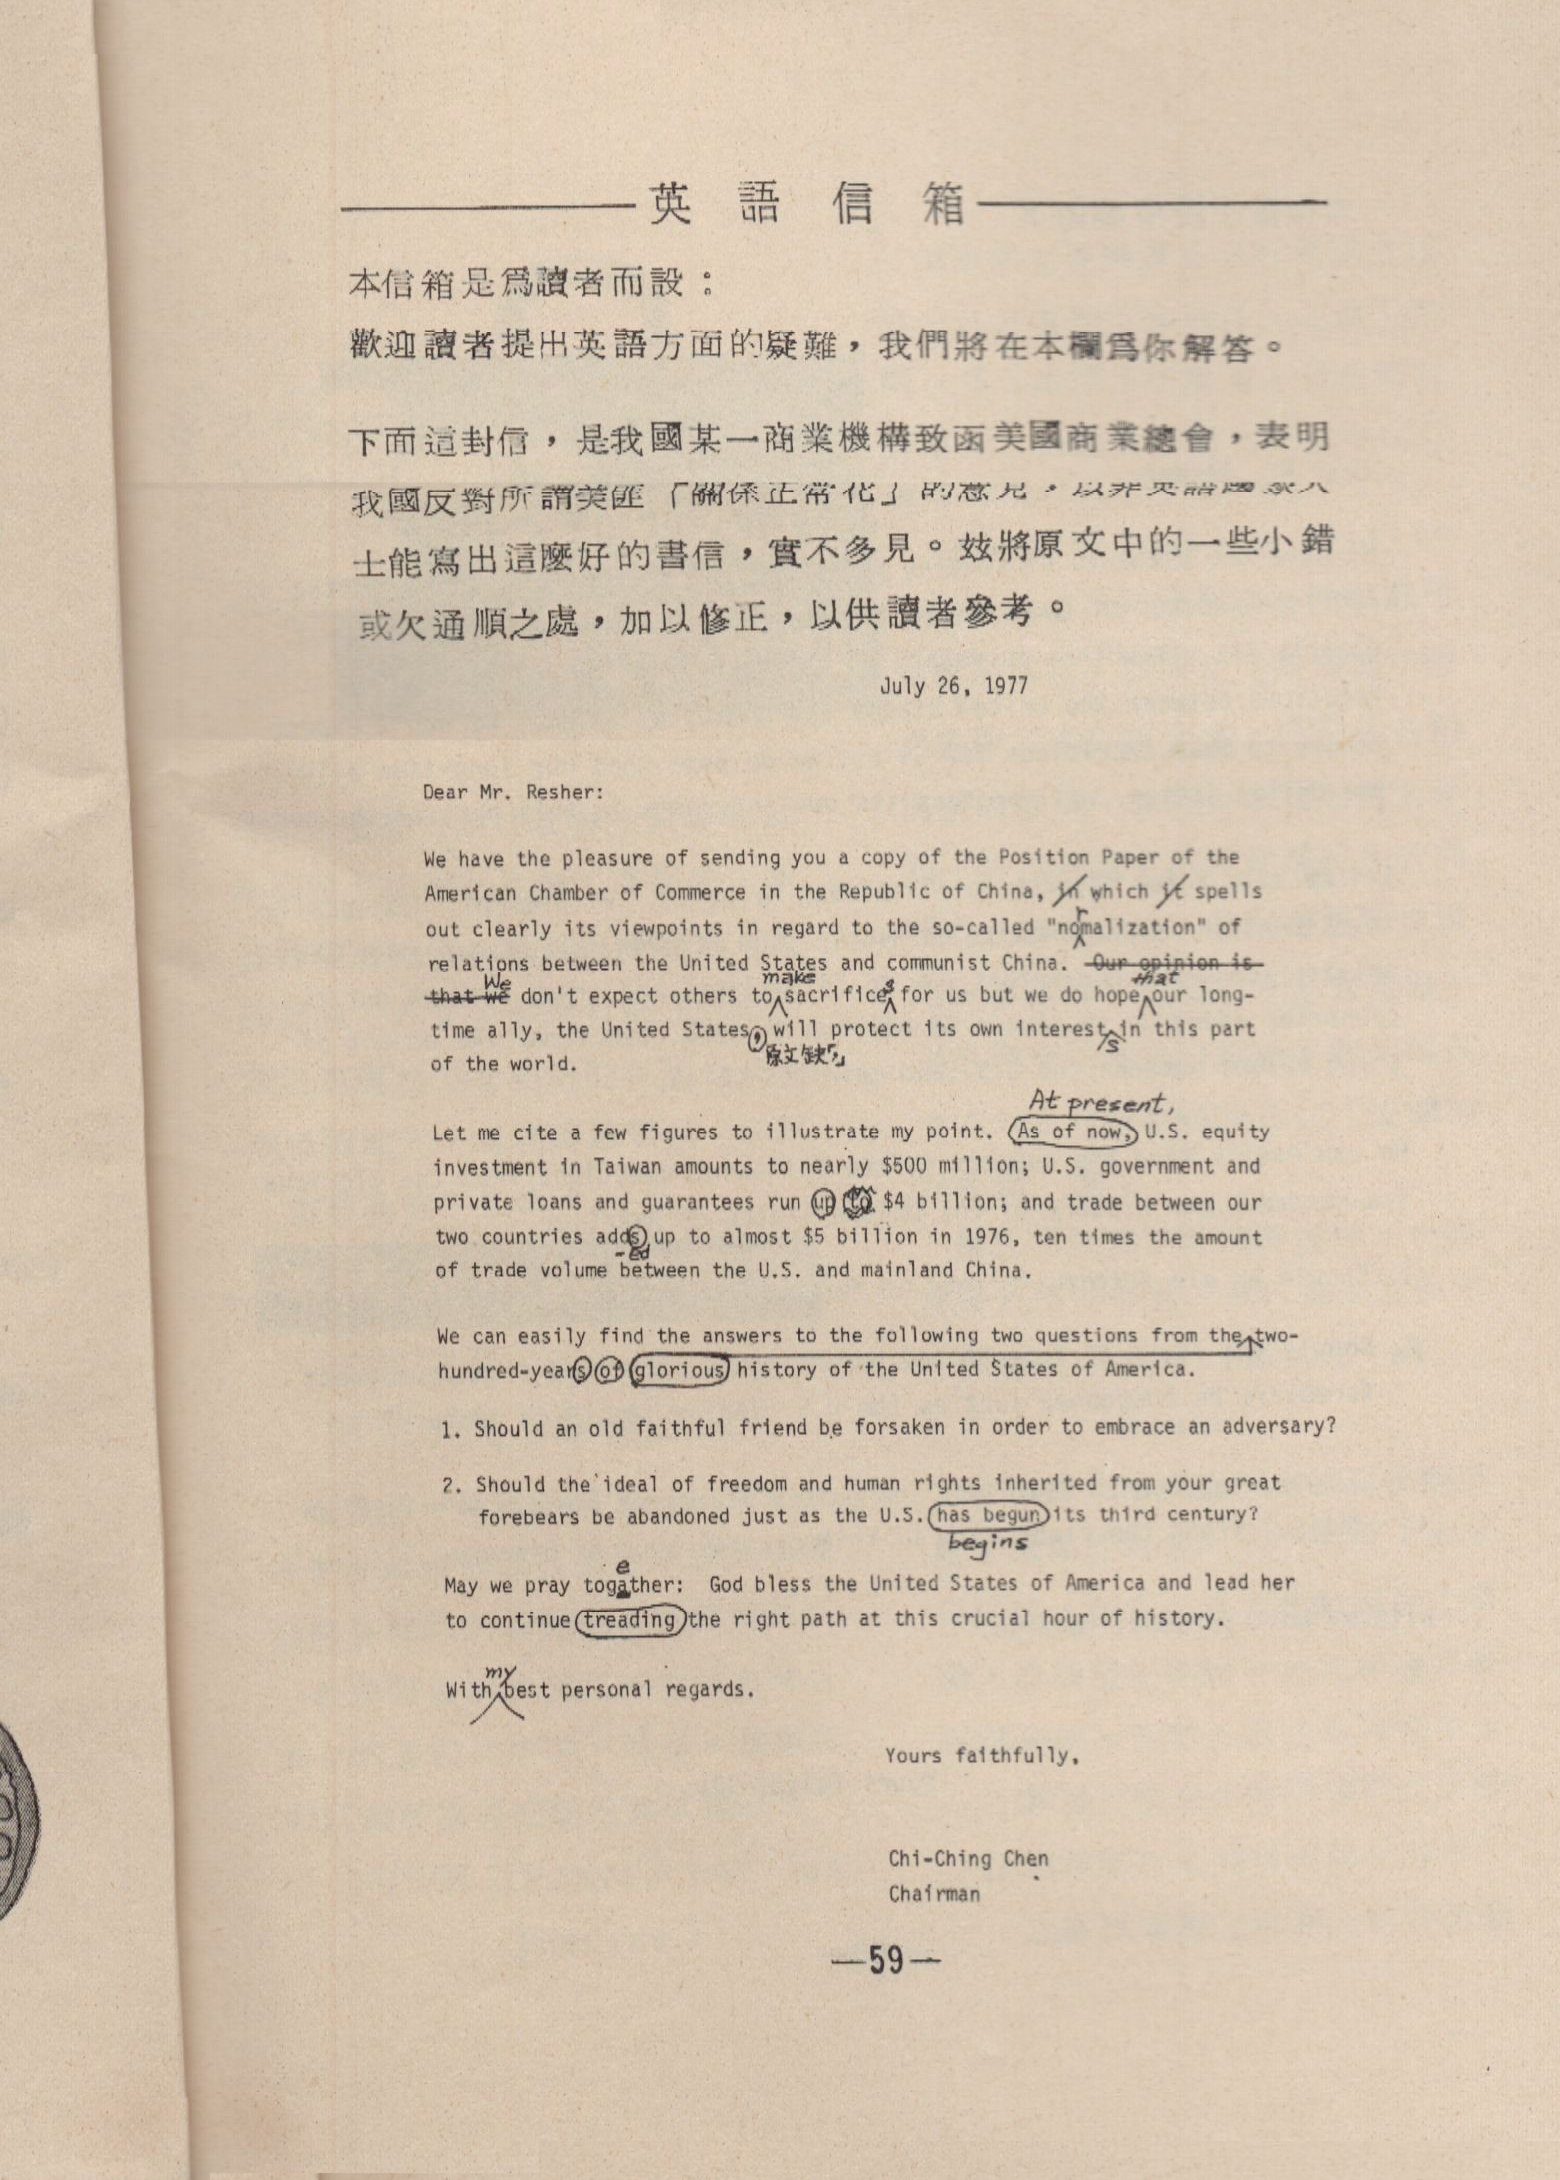 英語信箱
本信箱是爲讀者而設：
歡迎讀者提出英語方面的疑難，我們將在本欄爲你解答。
下面這封信，是我國某一商業機構致函美國商業總會，表明
我國反對所謂美匪「關係正常化」的意見，以非英語國家人
士能寫出這麽好的書信，實不多見。玆將原文中的一些小錯
或欠通順之處，加以修正，以供讀者參考。
July 26, 1977
Dear Mr. Resher:
We have the pleasure of sending you a copy of the Position Paper of the
American Chamber of Commerce in the Republic of China, in which it spells
r
out clearly its viewpoints in regard to the so-called "nomalization" of
relations between the United States and communist China. Our opinion is
We make s that
that we don't expect others to sacrifice for us but we do hope our long-
time ally, the United States, will protect its own interest in this part
s
原文缺「,」
of the world.
At present,
Let me cite a few figures to illustrate my point. As of now, U.S. equity
investment in Taiwan amounts to nearly $500 million; U.S. government and
private loans and guarantees run up to $4 billion; and trade between our
two countries adds up to almost $5 billion in 1976, ten times the amount
-ed
of trade volume between the U.S. and mainland China.
We can easily find the answers to the following two questions from the two-
hundred-years of glorious history of the United States of America.
1. Should an old faithful friend be forsaken in order to embrace an adversary?
2. Should the ideal of freedom and human rights inherited from your great
forebears be abandoned just as the U.S. has begun its third century?
begins
e
May we pray togather: God bless the United States of America and lead her
to continue treading the right path at this crucial hour of history.
my
With best personal regards.
Yours faithfully,
Chi-Ching Chen
Chairman
—59—